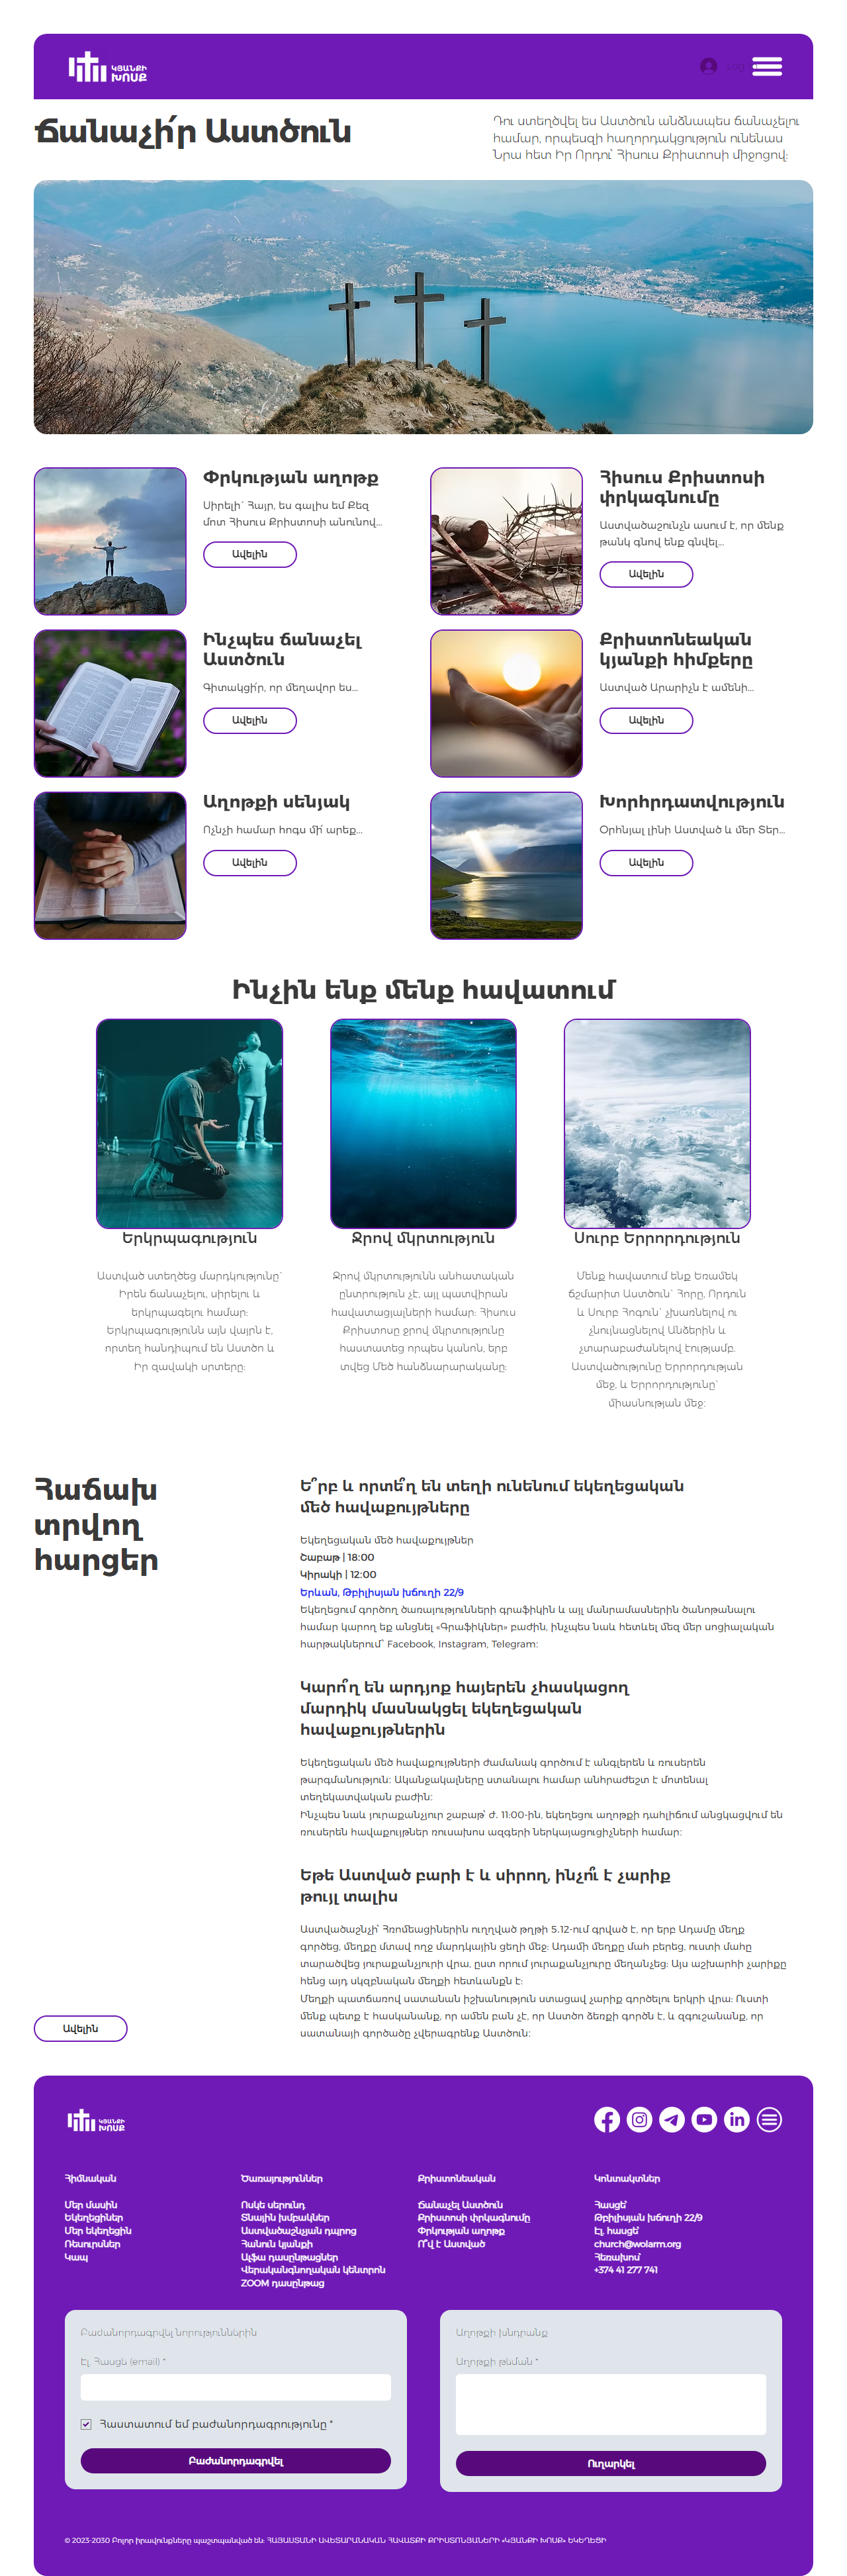 ԿՅԱՆՔԻ
ԽՈՍՔ
Ճանաչի՛ր Աստծուն
Դու ստեղծվել ես Աստծուն անձնապես ճանաչելու
համար, որպեսզի հաղորդակցություն ունենաս
Նրա հետ Իր Որդու՝ Հիսուս Քրիստոսի միջոցով:
Փրկության աղոթք
Սիրելի՛ Հայր, ես գալիս եմ Քեզ
մոտ Հիսուս Քրիստոսի անունով...
Ավելին
Հիսուս Քրիստոսի
փրկագնումը
Աստվածաշունչն ասում է, որ մենք
թանկ գնով ենք գնվել...
Ավելին
Ինչպես ճանաչել
Աստծուն
Գիտակցի՛ր, որ մեղավոր ես...
Ավելին
Քրիստոնեական
կյանքի հիմքերը
Աստված Արարիչն է ամենի...
Ավելին
Աղոթքի սենյակ
Ոչնչի համար հոգս մի՛ արեք...
Ավելին
Խորհրդատվություն
Օրհնյալ լինի Աստված և մեր Տեր...
Ավելին
Ինչին ենք մենք հավատում
Երկրպագություն
Աստված ստեղծեց մարդկությունը՝
Իրեն ճանաչելու, սիրելու և
երկրպագելու համար:
Երկրպագությունն այն վայրն է,
որտեղ հանդիպում են Աստծո և
Իր զավակի սրտերը:
Ջրով մկրտություն
Ջրով մկրտությունն անհատական
ընտրություն չէ, այլ պատվիրան
հավատացյալների համար: Հիսուս
Քրիստոսը ջրով մկրտությունը
հաստատեց որպես կանոն, երբ
տվեց Մեծ հանձնարարականը:
Սուրբ Երրորդություն
Մենք հավատում ենք Եռամեկ
ճշմարիտ Աստծուն՝ Հորը, Որդուն
և Սուրբ Հոգուն՝ չխառնելով ու
չնույնացնելով Անձերին և
չտարաբաժանելով էությամբ.
Աստվածությունը Երրորդության
մեջ, և Երրորդությունը՝
միասնության մեջ:
Հաճախ
տրվող
հարցեր
Ե՞րբ և որտե՞ղ են տեղի ունենում եկեղեցական
մեծ հավաքույթները
Եկեղեցական մեծ հավաքույթներ
Շաբաթ | 18:00
Կիրակի | 12:00
Երևան, Թբիլիսյան խճուղի 22/9
Եկեղեցում գործող ծառայությունների գրաֆիկին և այլ մանրամասներին ծանոթանալու
համար կարող եք անցնել «Գրաֆիկներ» բաժին, ինչպես նաև հետևել մեզ մեր սոցիալական
հարթակներում՝ Facebook, Instagram, Telegram:
Կարո՞ղ են արդյոք հայերեն չհասկացող
մարդիկ մասնակցել եկեղեցական
հավաքույթներին
Եկեղեցական մեծ հավաքույթների ժամանակ գործում է անգլերեն և ռուսերեն
թարգմանություն: Ականջակալները ստանալու համար անհրաժեշտ է մոտենալ
տեղեկատվական բաժին:
Ինչպես նաև յուրաքանչյուր շաբաթ՝ ժ. 11:00-ին, եկեղեցու աղոթքի դահլիճում անցկացվում են
ռուսերեն հավաքույթներ ռուսախոս ազգերի ներկայացուցիչների համար:
Եթե Աստված բարի է և սիրող, ինչո՞ւ է չարիք
թույլ տալիս
Աստվածաշնչի՝ Հռոմեացիներին ուղղված թղթի 5.12-ում գրված է, որ երբ Ադամը մեղք
գործեց, մեղքը մտավ ողջ մարդկային ցեղի մեջ: Ադամի մեղքը մահ բերեց, ուստի մահը
տարածվեց յուրաքանչյուրի վրա, ըստ որում յուրաքանչյուրը մեղանչեց: Այս աշխարհի չարիքը
հենց այդ սկզբնական մեղքի հետևանքն է:
Մեղքի պատճառով սատանան իշխանություն ստացավ չարիք գործելու երկրի վրա: Ուստի
մենք պետք է հասկանանք, որ ամեն բան չէ, որ Աստծո ձեռքի գործն է, և զգուշանանք, որ
սատանայի գործածը չվերագրենք Աստծուն:
Ավելին
ԿՅԱՆՔԻ
ԽՈՍՔ
Հիմնական
Մեր մասին
Եկեղեցիներ
Մեր եկեղեցին
Ռեսուրսներ
Կապ
Ծառայություններ
Ոսկե սերունդ
Տնային խմբակներ
Աստվածաշնչյան դպրոց
Հանուն կյանքի
Ալֆա դասընթացներ
Վերականգնողական կենտրոն
ZOOM դասընթաց
Քրիստոնեական
Ճանաչել Աստծուն
Քրիստոսի փրկագնումը
Փրկության աղոթք
Ո՞վ է Աստված
Կոնտակտներ
Հասցե՝
Թբիլիսյան խճուղի 22/9
Էլ. հասցե՝
church@wolarm.org
Հեռախոս՝
+374 41 277 741
Բաժանորդագրվել նորություններին
Էլ. Հասցե (email) *
Հաստատում եմ բաժանորդագրությունը *
Բաժանորդագրվել
Աղոթքի խնդրանք
Աղոթքի թեման *
Ուղարկել
© 2023-2030 Բոլոր իրավունքները պաշտպանված են: ՀԱՅԱՍՏԱՆԻ ԱՎԵՏԱՐԱՆԱԿԱՆ ՀԱՎԱՏՔԻ ՔՐԻՍՏՈՆՅԱՆԵՐԻ «ԿՅԱՆՔԻ ԽՈՍՔ» ԵԿԵՂԵՑԻ